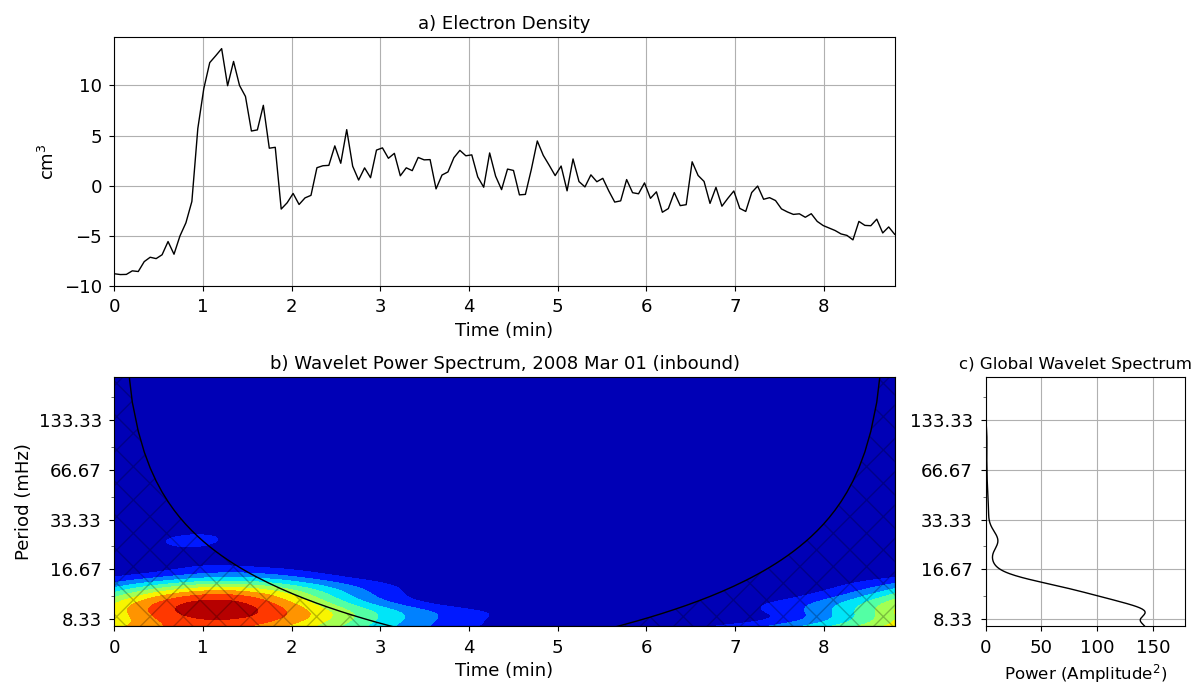 a) Electron Density
cm³
10
5
0
−5
−10
0 1 2 3 4 5 6 7 8
Time (min)
b) Wavelet Power Spectrum, 2008 Mar 01 (inbound)
Period (mHz)
133.33
66.67
33.33
16.67
8.33
0 1 2 3 4 5 6 7 8
Time (min)
c) Global Wavelet Spectrum
133.33
66.67
33.33
16.67
8.33
0 50 100 150
Power (Amplitude²)